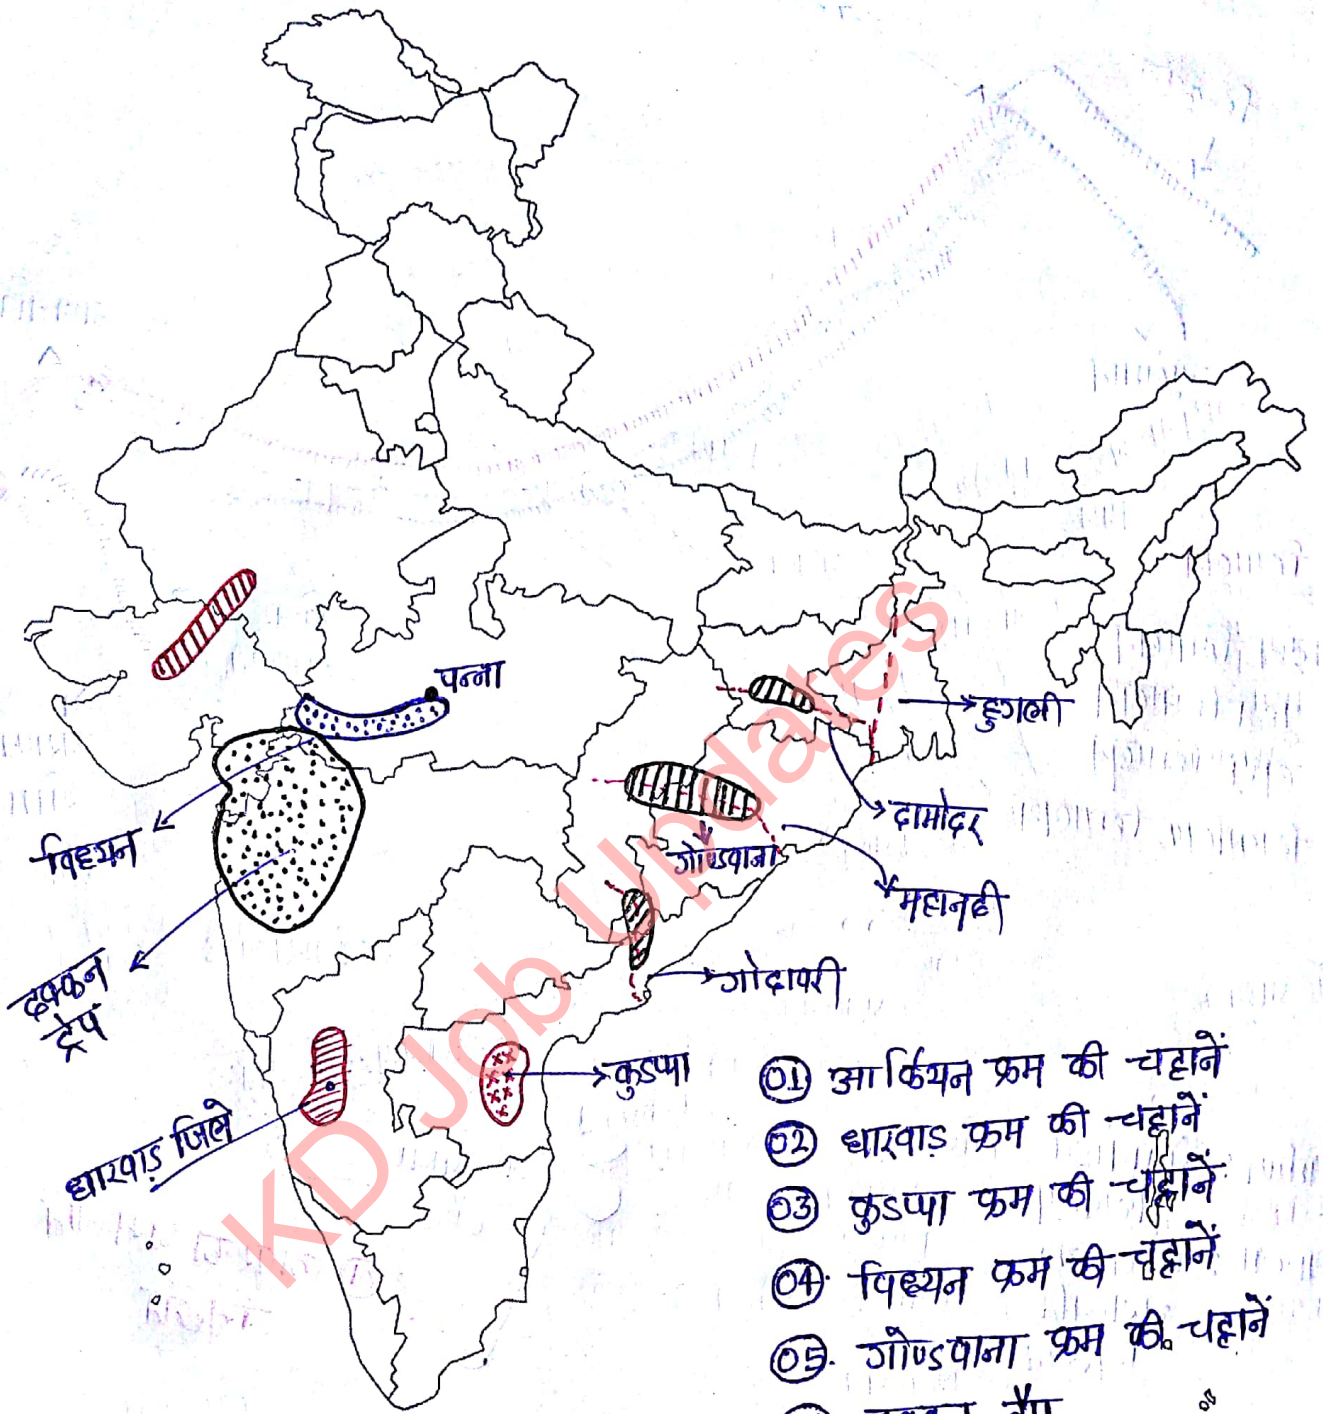 पन्ना
हुगली
विंध्यन
दामोदर
गोण्डवाना
महानदी
दक्कन
ट्रेप
गोदावरी
कुडप्पा
धारवाड़ जिले
KD Job Updates
01 आर्कियन क्रम की चट्टानें
02 धारवाड़ क्रम की चट्टानें
03 कुडप्पा क्रम की चट्टानें
04. विंध्यन क्रम की चट्टानें
05. गोण्डवाना क्रम की चट्टानें